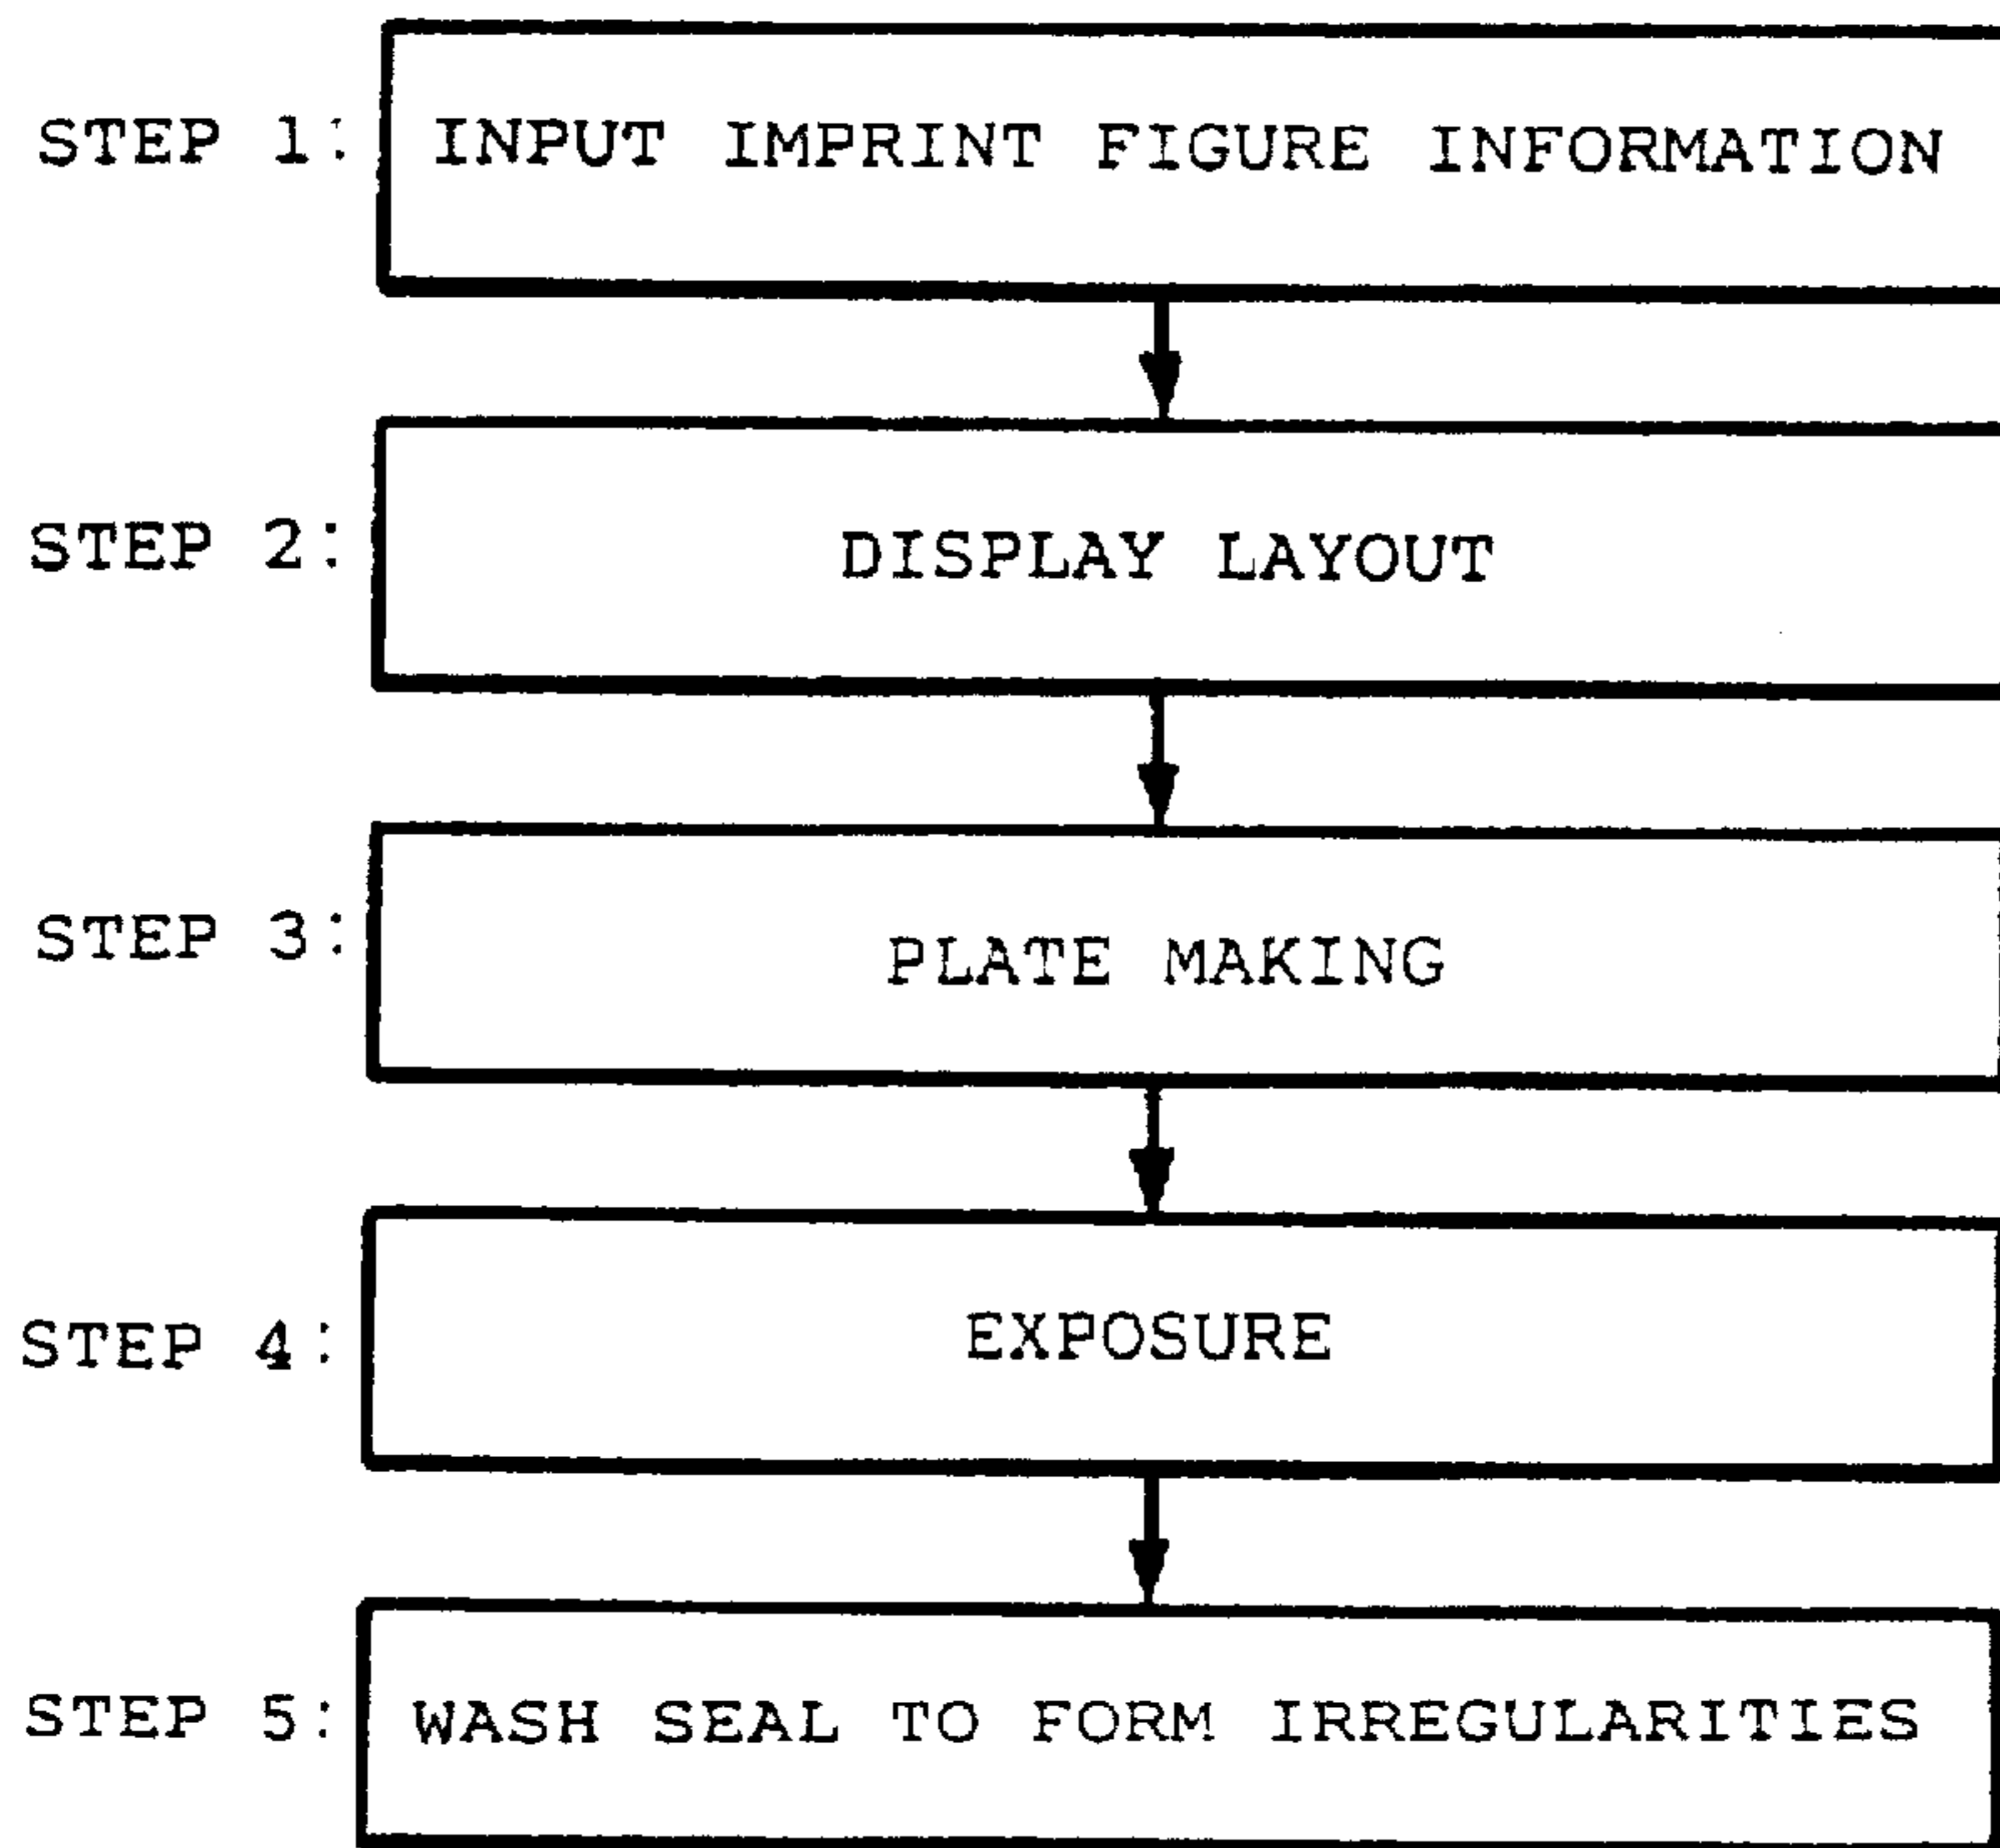 STEP 1: INPUT IMPRINT FIGURE INFORMATION
STEP 2: DISPLAY LAYOUT
STEP 3: PLATE MAKING
STEP 4: EXPOSURE
STEP 5: WASH SEAL TO FORM IRREGULARITIES